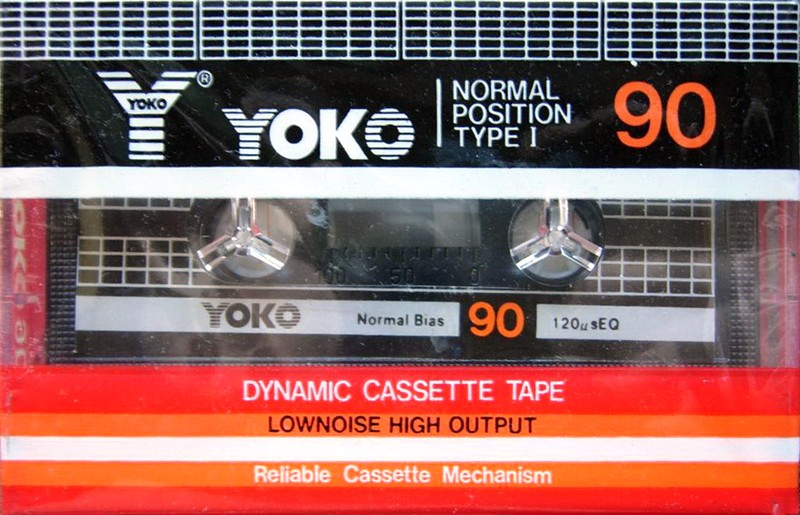 YOKO ®
YOKO
NORMAL
POSITION
TYPE I
90
100 50 0
YOKO Normal Bias 90 120μsEQ
DYNAMIC CASSETTE TAPE
LOWNOISE HIGH OUTPUT
Reliable Cassette Mechanism